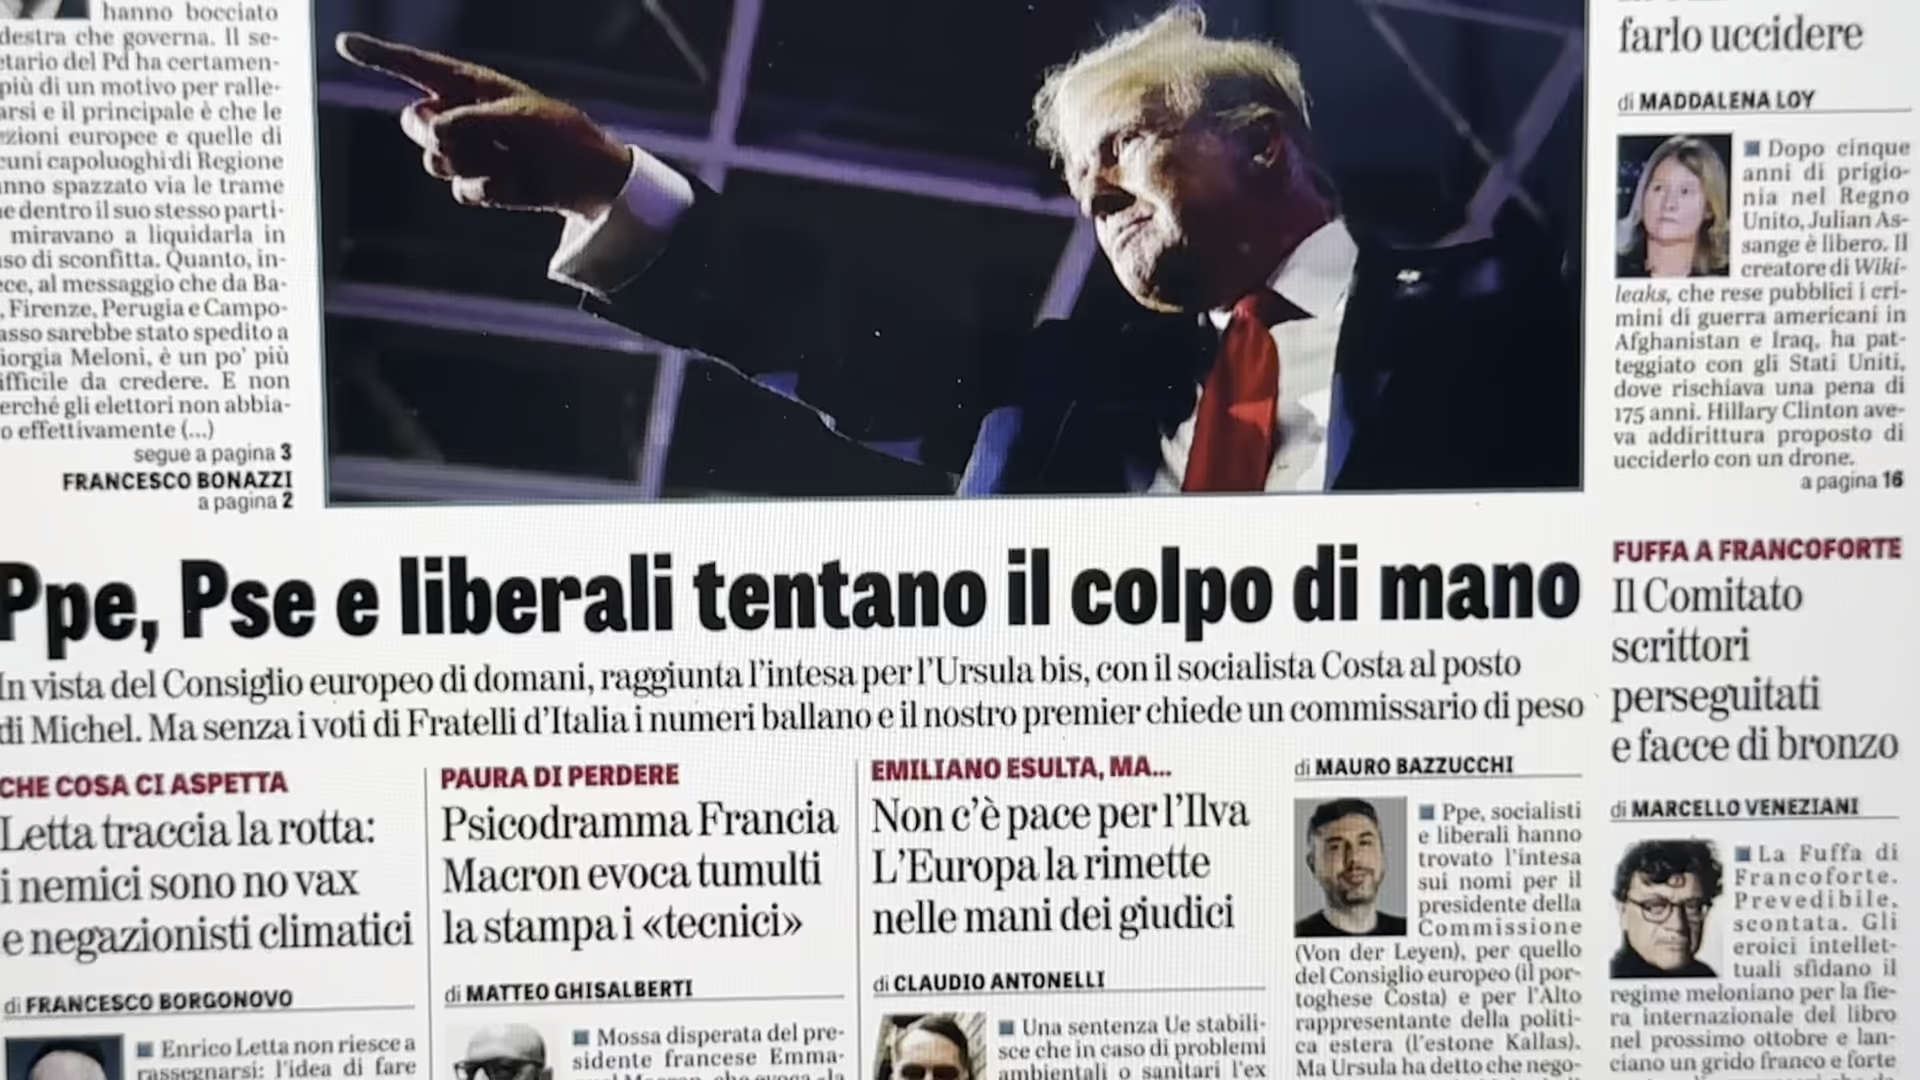 hanno bocciato
destra che governa. Il se-
tario del Pd ha certamen-
più di un motivo per ralle-
arsi e il principale è che le
zioni europee e quelle di
cuni capoluoghi di Regione
nno spazzato via le trame
e dentro il suo stesso parti-
miravano a liquidarla in
so di sconfitta. Quanto, in-
ece, al messaggio che da Ba-
, Firenze, Perugia e Campo-
asso sarebbe stato spedito a
iorgia Meloni, è un po' più
ifficile da credere. E non
erché gli elettori non abbia-
o effettivamente (...)
segue a pagina 3
FRANCESCO BONAZZI
a pagina 2
farlo uccidere
di MADDALENA LOY
Dopo cinque
anni di prigio-
nia nel Regno
Unito, Julian As-
sange è libero. Il
creatore di Wiki-
leaks, che rese pubblici i cri-
mini di guerra americani in
Afghanistan e Iraq, ha pat-
teggiato con gli Stati Uniti,
dove rischiava una pena di
175 anni. Hillary Clinton ave-
va addirittura proposto di
ucciderlo con un drone.
a pagina 16
Ppe, Pse e liberali tentano il colpo di mano
In vista del Consiglio europeo di domani, raggiunta l'intesa per l'Ursula bis, con il socialista Costa al posto
di Michel. Ma senza i voti di Fratelli d'Italia i numeri ballano e il nostro premier chiede un commissario di peso
CHE COSA CI ASPETTA
Letta traccia la rotta:
i nemici sono no vax
e negazionisti climatici
di FRANCESCO BORGONOVO
Enrico Letta non riesce a
rassegnarsi: l'idea di fare
PAURA DI PERDERE
Psicodramma Francia
Macron evoca tumulti
la stampa i «tecnici»
di MATTEO GHISALBERTI
Mossa disperata del pre-
sidente francese Emma-
nuel Macron, che evoca «la
EMILIANO ESULTA, MA...
Non c'è pace per l'Ilva
L'Europa la rimette
nelle mani dei giudici
di CLAUDIO ANTONELLI
Una sentenza Ue stabili-
sce che in caso di problemi
ambientali o sanitari l'ex
di MAURO BAZZUCCHI
Ppe, socialisti
e liberali hanno
trovato l'intesa
sui nomi per il
presidente della
Commissione
(Von der Leyen), per quello
del Consiglio europeo (il por-
toghese Costa) e per l'Alto
rappresentante della politi-
ca estera (l'estone Kallas).
Ma Ursula ha detto che nego-
FUFFA A FRANCOFORTE
Il Comitato
scrittori
perseguitati
e facce di bronzo
di MARCELLO VENEZIANI
La Fuffa di
Francoforte.
Prevedibile,
scontata. Gli
eroici intellet-
tuali sfidano il
regime meloniano per la fie-
ra internazionale del libro
nel prossimo ottobre e lan-
ciano un grido franco e forte